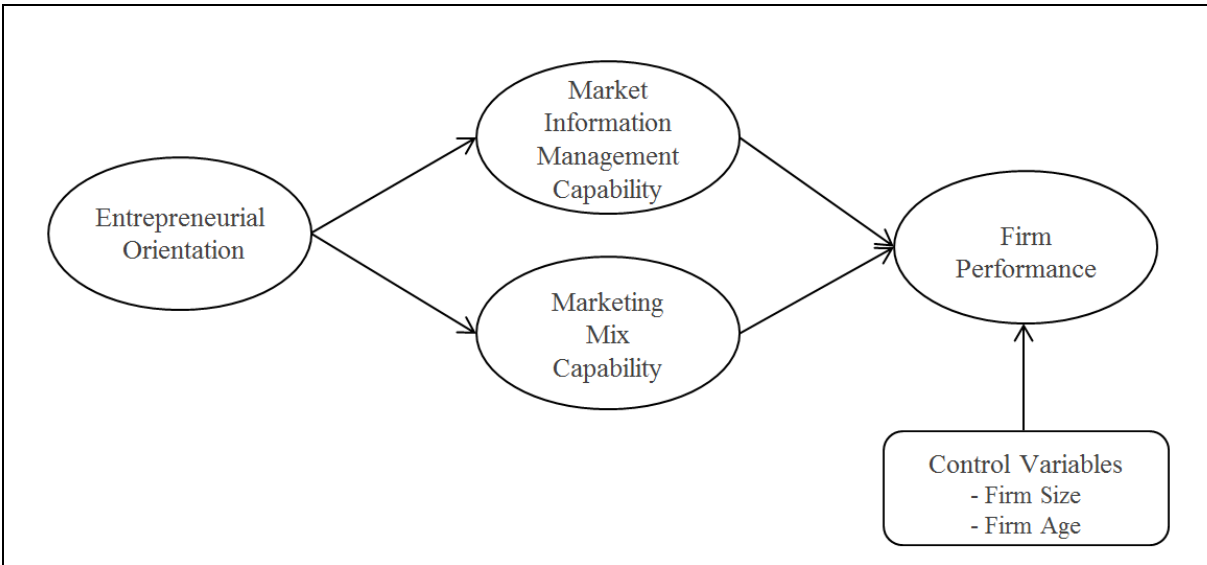 Entrepreneurial
Orientation
Market
Information
Management
Capability
Marketing
Mix
Capability
Firm
Performance
Control Variables
- Firm Size
- Firm Age